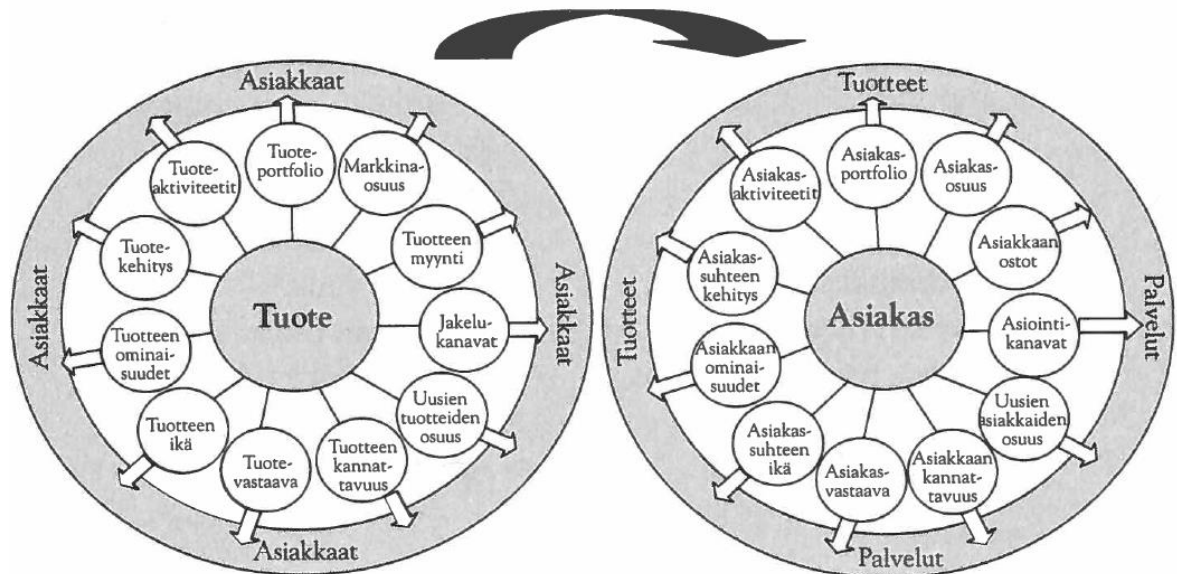 Asiakkaat
Tuote-
portfolio
Markkina-
osuus
Tuotteen
myynti
Jakelu-
kanavat
Uusien
tuotteiden
osuus
Tuotteen
kannat-
tavuus
Tuote-
vastaava
Tuotteen
ikä
Tuotteen
ominai-
suudet
Tuote-
kehitys
Tuote-
aktiviteetit
Tuote
Asiakkaat
Asiakkaat
Asiakkaat
Tuotteet
Asiakas-
portfolio
Asiakas-
osuus
Asiakkaan
ostot
Asiointi-
kanavat
Uusien
asiakkaiden
osuus
Asiakkaan
kannat-
tavuus
Asiakas-
vastaava
Asiakas-
suhteen
ikä
Asiakkaan
ominai-
suudet
Asiakas-
suhteen
kehitys
Asiakas-
aktiviteetit
Asiakas
Tuotteet
Palvelut
Palvelut